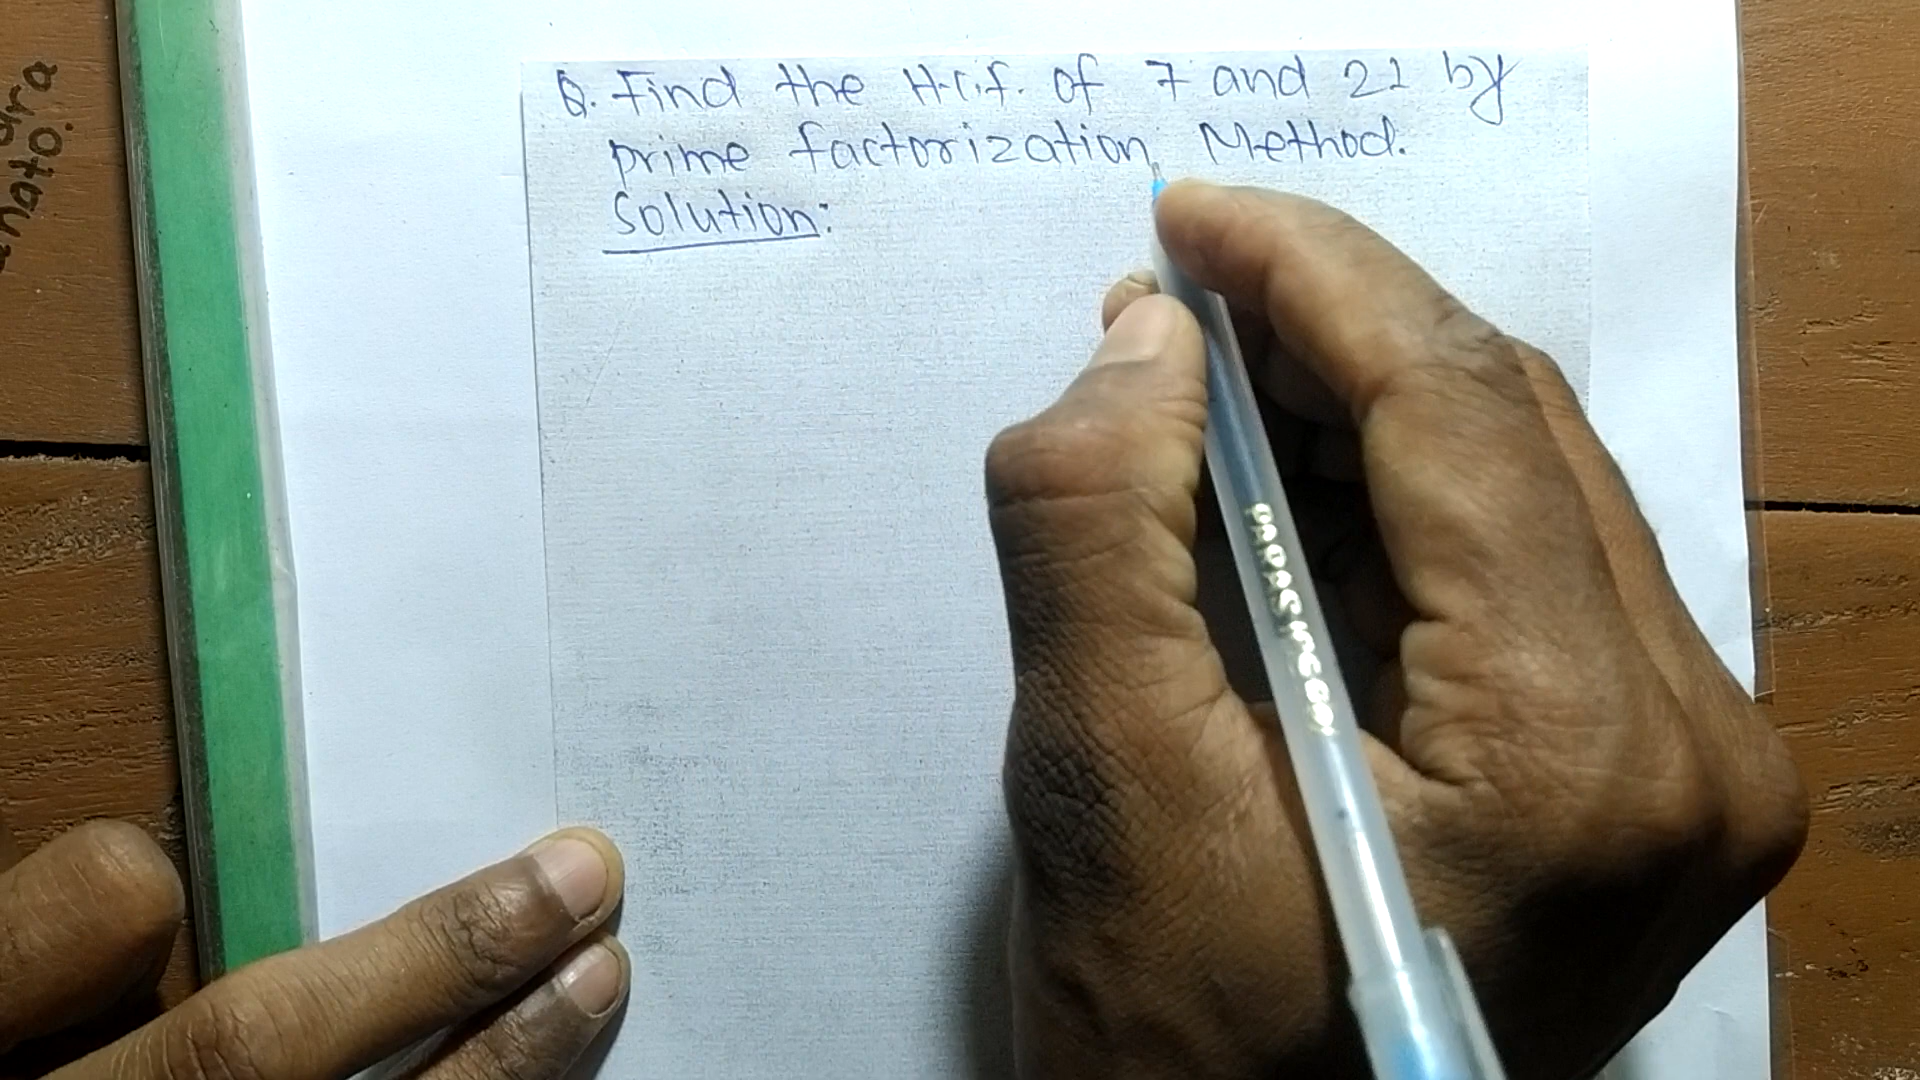 Q. Find the H.C.f. of 7 and 21 by
prime factorization Method.
Solution: